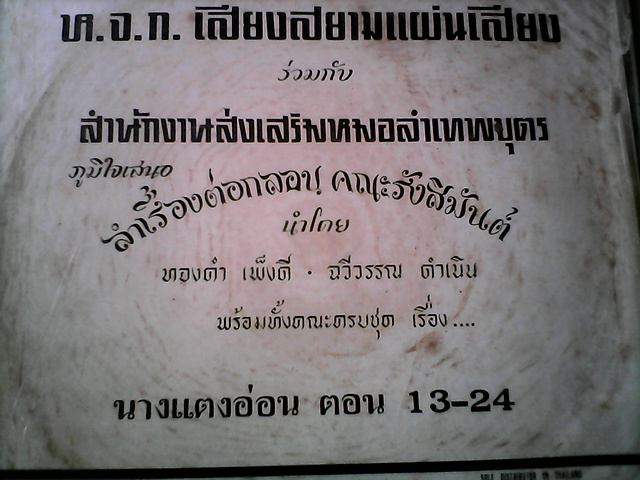 ห.จ.ก. เสียงสยามแผ่นเสียง
ร่วมกับ
สำนักงานส่งเสริมหมอลำเทพบุตร
ภูมิใจเสนอ
ลำเรื่องต่อกลอน คณะรังสิมันต์
นำโดย
ทองคำ เพ็งดี · ฉวีวรรณ ดำเนิน
พร้อมทั้งคณะครบชุด เรื่อง....
นางแตงอ่อน ตอน 13-24
SOLE DISTRIBUTOR IN THAILAND